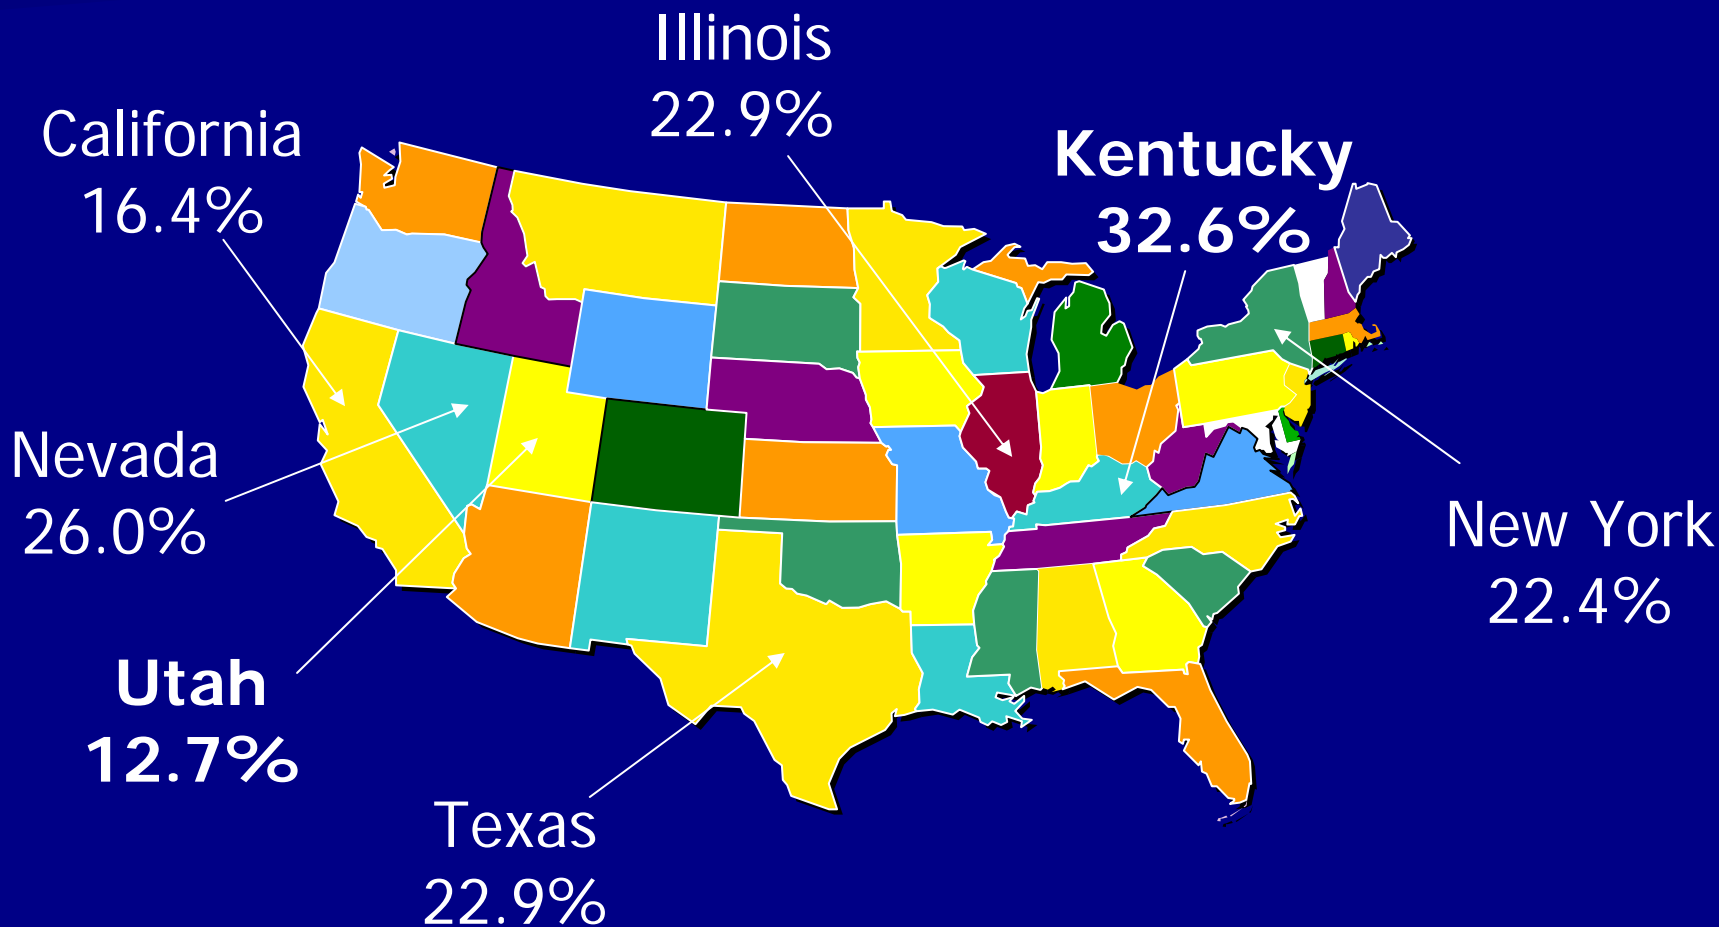 Illinois
22.9%
California
16.4%
Kentucky
32.6%
Nevada
26.0%
New York
22.4%
Utah
12.7%
Texas
22.9%